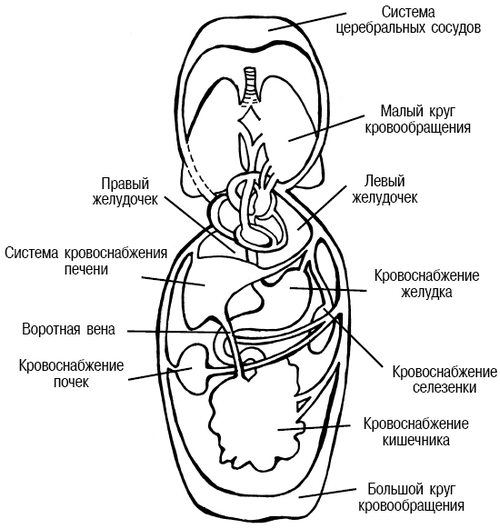 Система
церебральных сосудов
Малый круг
кровообращения
Правый
желудочек
Левый
желудочек
Система кровоснабжения
печени
Кровоснабжение
желудка
Воротная вена
Кровоснабжение
почек
Кровоснабжение
селезенки
Кровоснабжение
кишечника
Большой круг
кровообращения